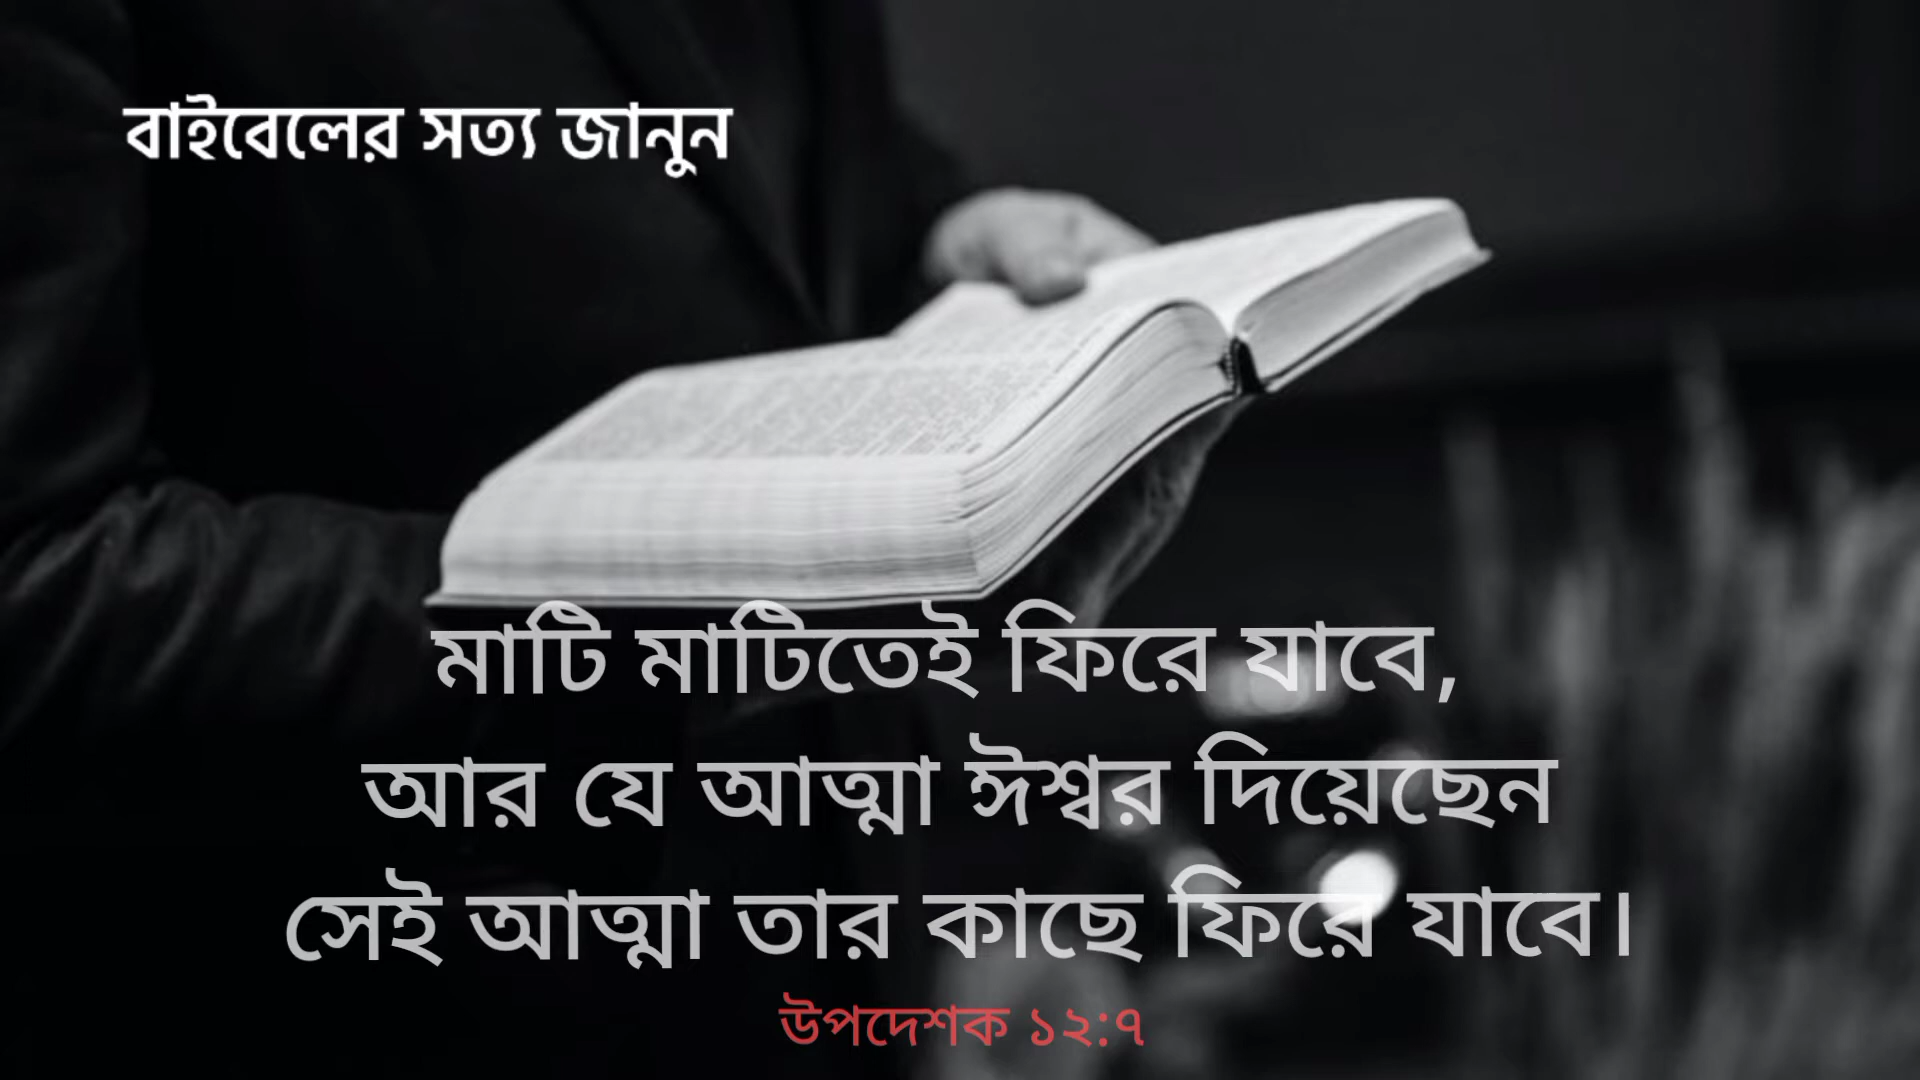 বাইবেলের সত্য জানুন
মাটি মাটিতেই ফিরে যাবে,
আর যে আত্মা ঈশ্বর দিয়েছেন
সেই আত্মা তার কাছে ফিরে যাবে।
উপদেশক ১২:৭